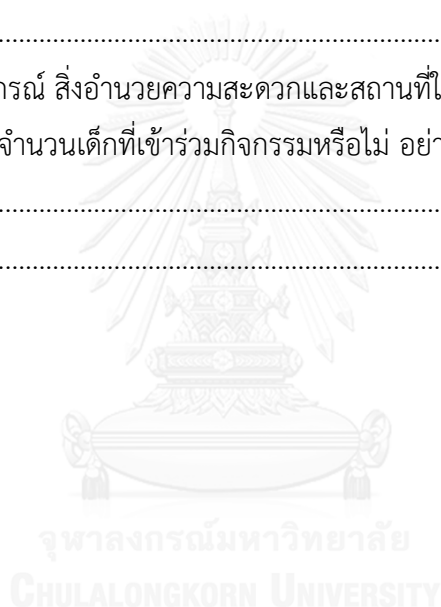 ................................................................
กรณ์ สิ่งอำนวยความสะดวกและสถานที่ใ
จำนวนเด็กที่เข้าร่วมกิจกรรมหรือไม่ อย่า
................................................................
................................................................
จุฬาลงกรณ์มหาวิทยาลัย
CHULALONGKORN UNIVERSITY